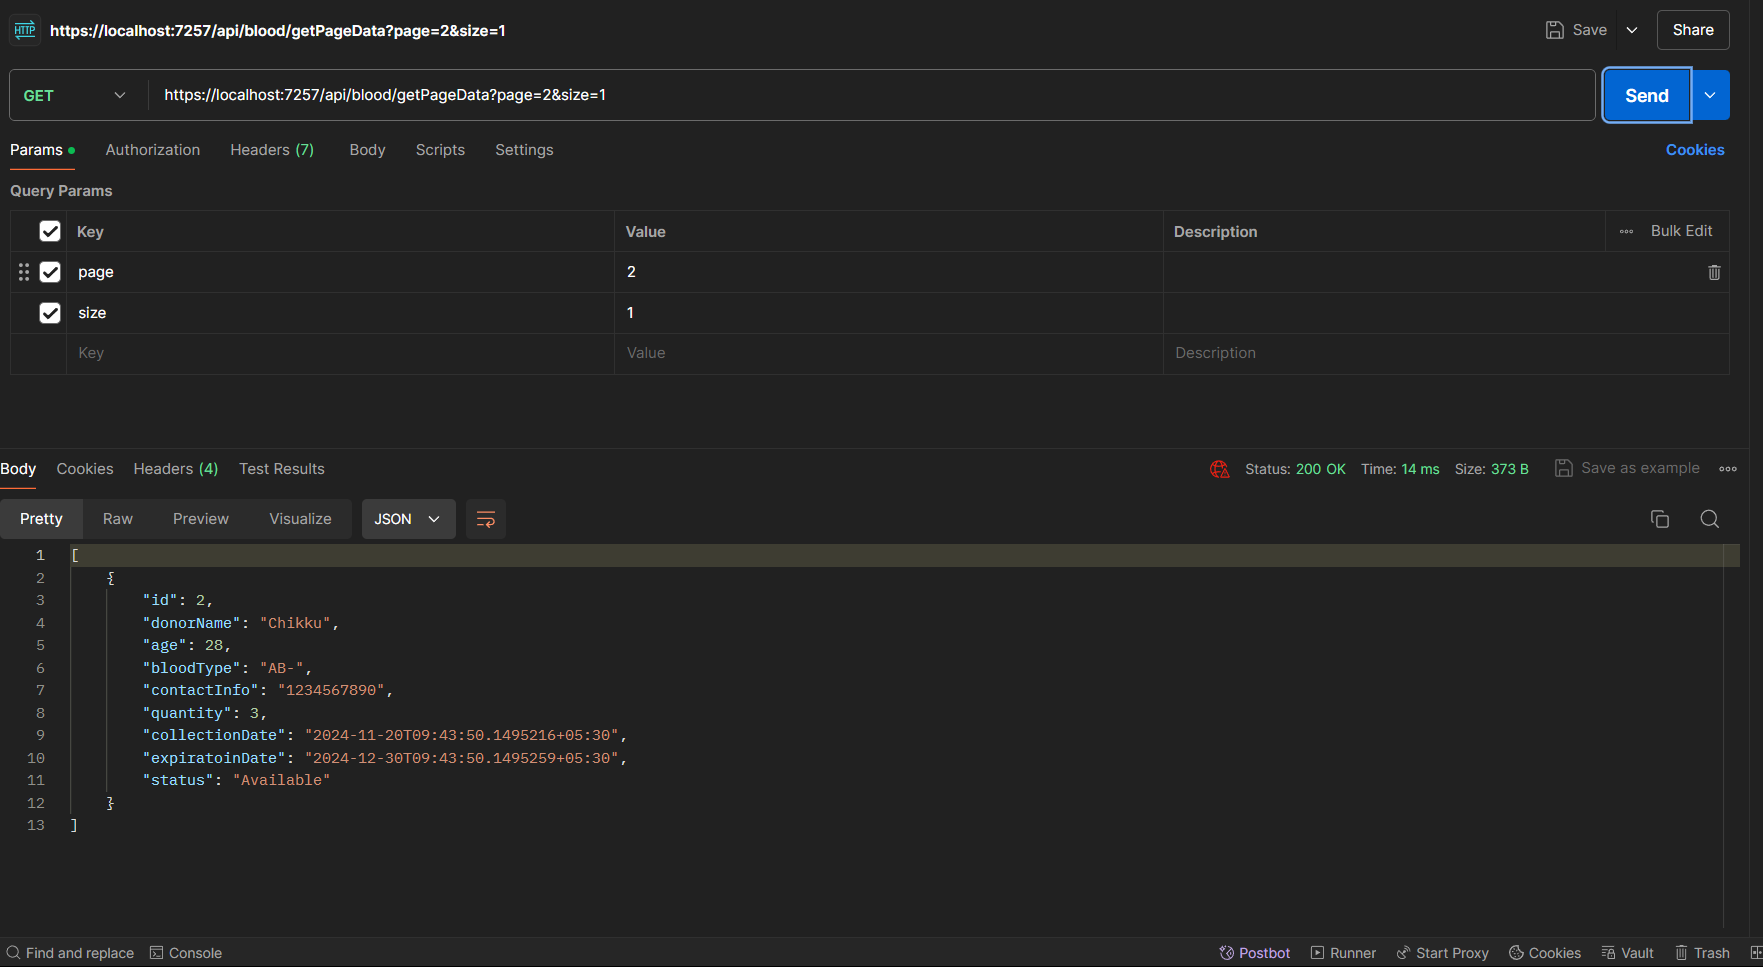 HTTP https://localhost:7257/api/blood/getPageData?page=2&size=1 Save Share
GET https://localhost:7257/api/blood/getPageData?page=2&size=1 Send
Params Authorization Headers (7) Body Scripts Settings Cookies
Query Params
Key Value Description Bulk Edit
page 2
size 1
Key Value Description
Body Cookies Headers (4) Test Results Status: 200 OK Time: 14 ms Size: 373 B Save as example
Pretty Raw Preview Visualize JSON
1 [
2 {
3 "id": 2,
4 "donorName": "Chikku",
5 "age": 28,
6 "bloodType": "AB-",
7 "contactInfo": "1234567890",
8 "quantity": 3,
9 "collectionDate": "2024-11-20T09:43:50.1495216+05:30",
10 "expiratoinDate": "2024-12-30T09:43:50.1495259+05:30",
11 "status": "Available"
12 }
13 ]
Find and replace Console Postbot Runner Start Proxy Cookies Vault Trash